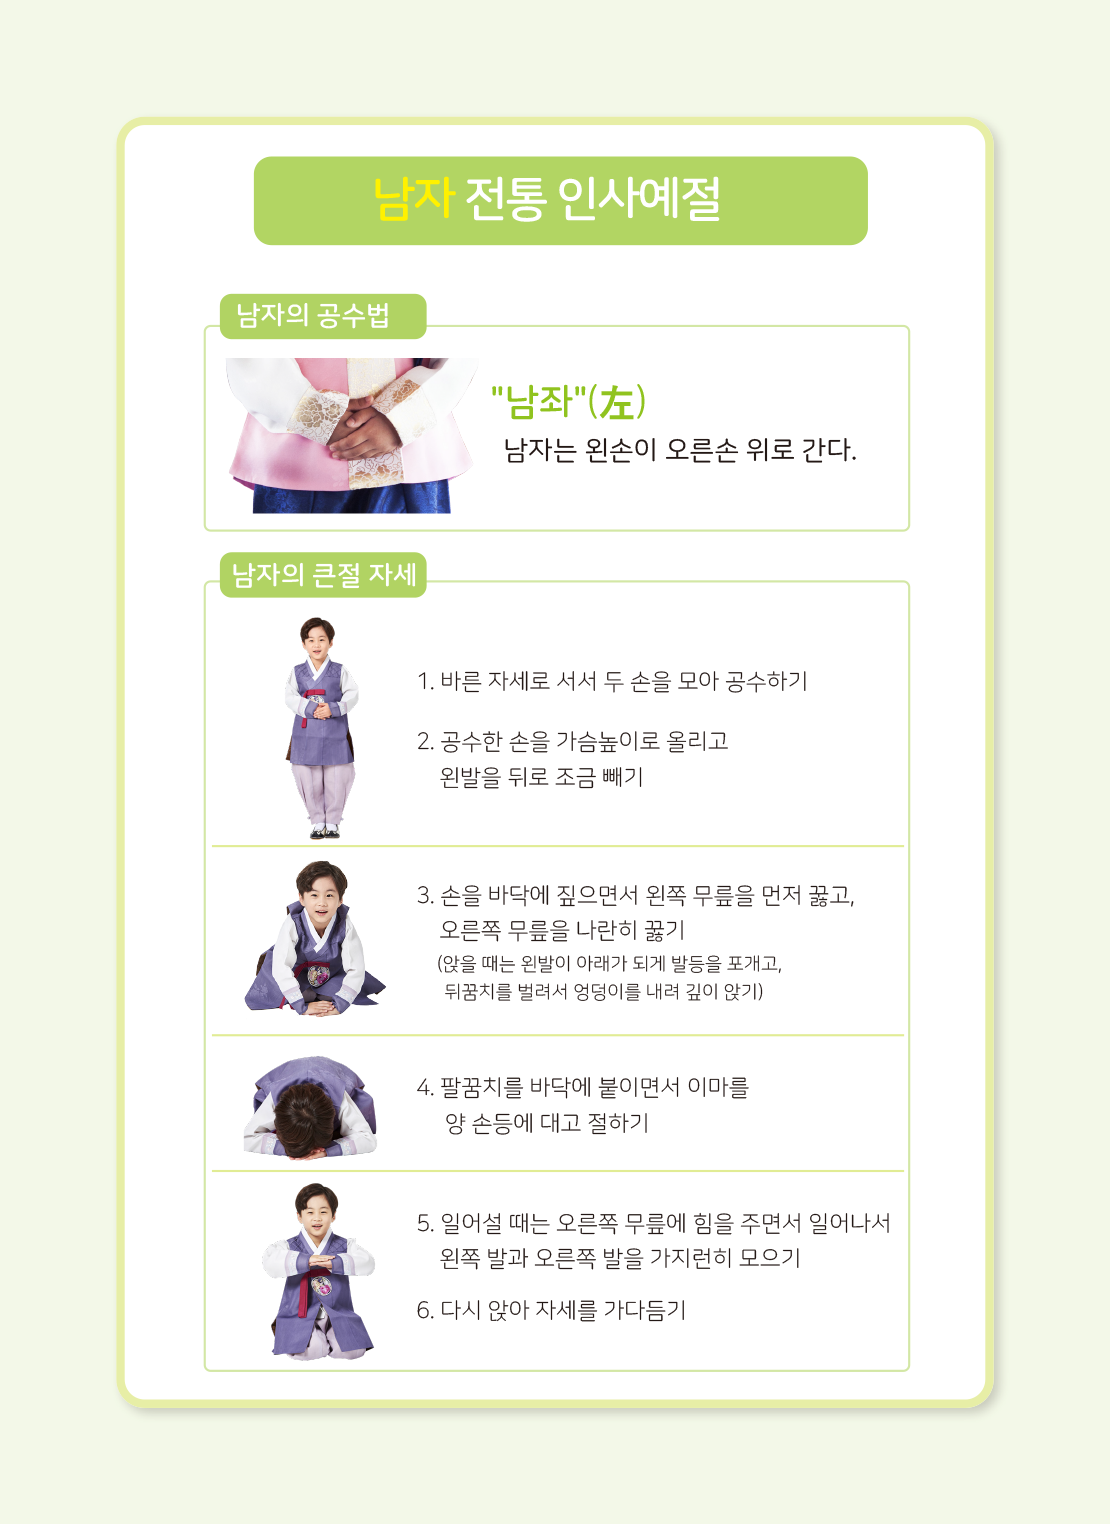 남자 전통 인사예절
남자의 공수법
"남좌"(左)
남자는 왼손이 오른손 위로 간다.
남자의 큰절 자세
1. 바른 자세로 서서 두 손을 모아 공수하기
2. 공수한 손을 가슴높이로 올리고
왼발을 뒤로 조금 빼기
3. 손을 바닥에 짚으면서 왼쪽 무릎을 먼저 꿇고,
오른쪽 무릎을 나란히 꿇기
(앉을 때는 왼발이 아래가 되게 발등을 포개고,
뒤꿈치를 벌려서 엉덩이를 내려 깊이 앉기)
4. 팔꿈치를 바닥에 붙이면서 이마를
양 손등에 대고 절하기
5. 일어설 때는 오른쪽 무릎에 힘을 주면서 일어나서
왼쪽 발과 오른쪽 발을 가지런히 모으기
6. 다시 앉아 자세를 가다듬기